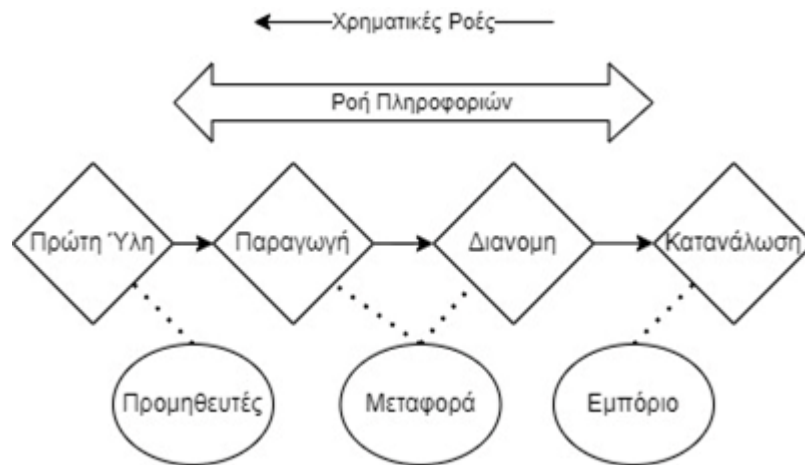 Χρηματικές Ροές
Ροή Πληροφοριών
Πρώτη Ύλη
Παραγωγή
Διανομη
Κατανάλωση
Προμηθευτές
Μεταφορά
Εμπόριο